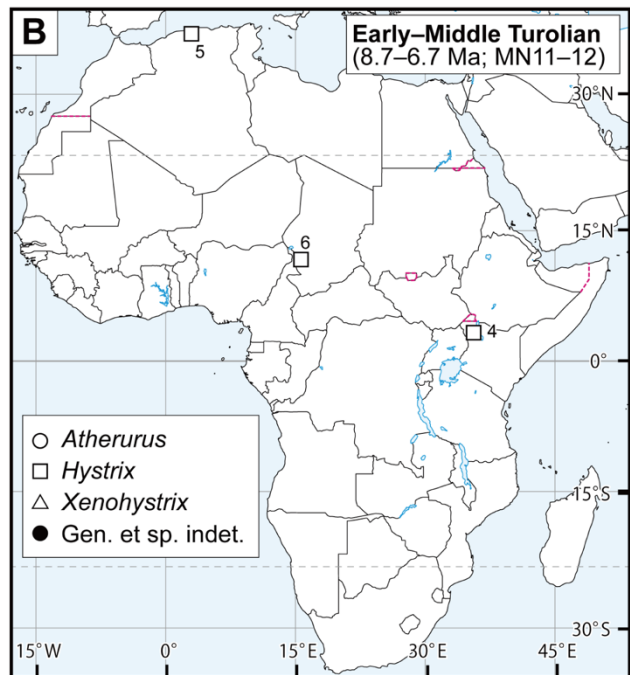 B
Early–Middle Turolian
(8.7–6.7 Ma; MN11–12)
5
30°N
15°N
6
4
0°
○ Atherurus
□ Hystrix
△ Xenohystrix
● Gen. et sp. indet.
15°S
30°S
15°W
0°
15°E
30°E
45°E